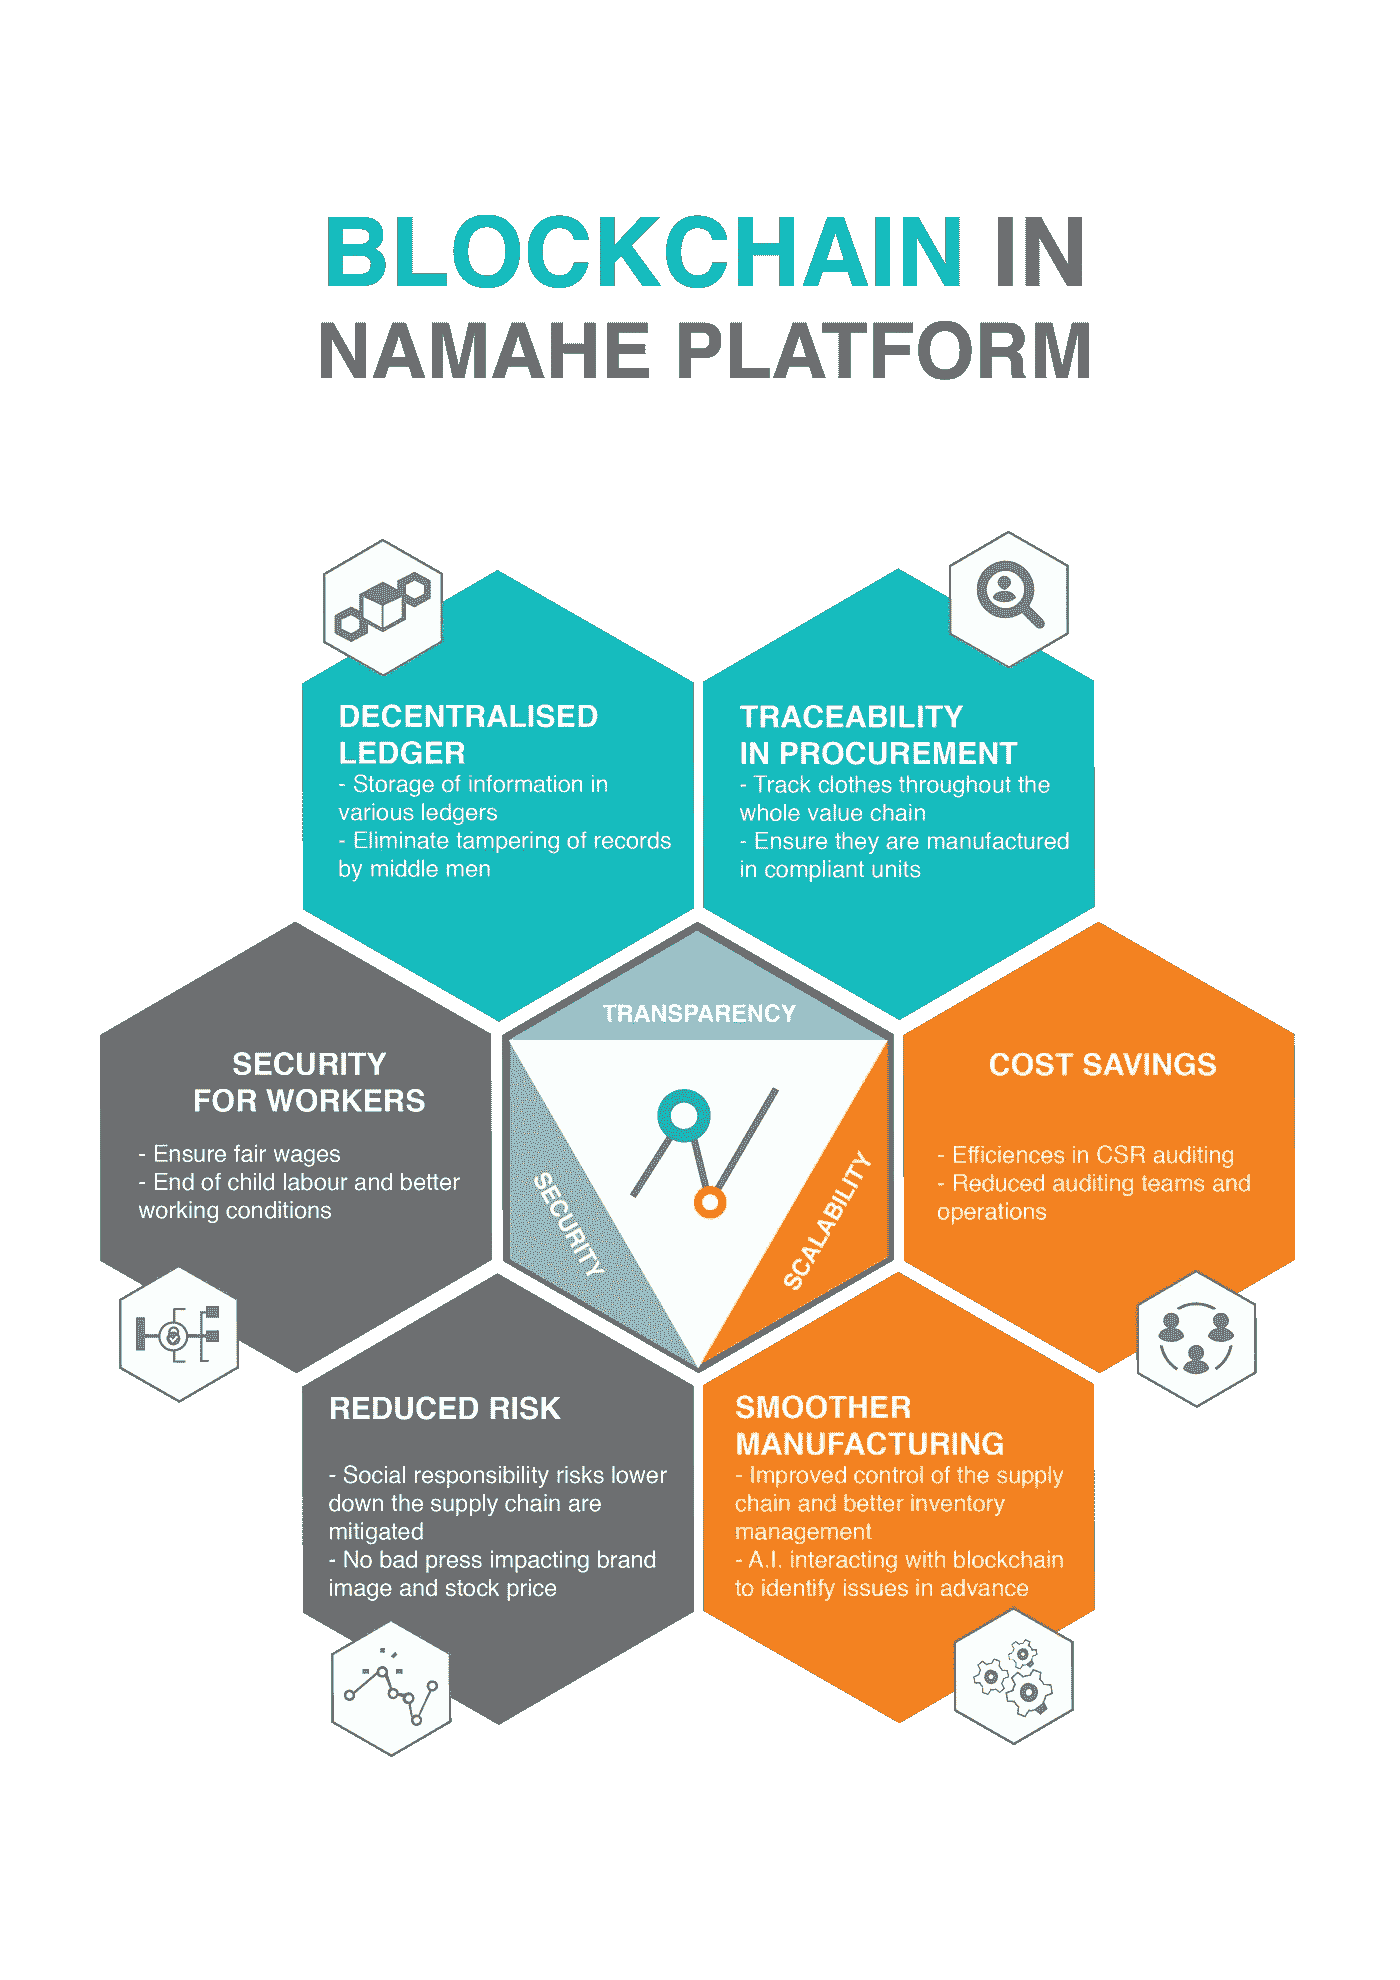 BLOCKCHAIN IN
NAMAHE PLATFORM
DECENTRALISED
LEDGER
- Storage of information in
various ledgers
- Eliminate tampering of records
by middle men
TRACEABILITY
IN PROCUREMENT
- Track clothes throughout the
whole value chain
- Ensure they are manufactured
in compliant units
SECURITY
FOR WORKERS
- Ensure fair wages
- End of child labour and better
working conditions
TRANSPARENCY
SECURITY
SCALABILITY
COST SAVINGS
- Efficiences in CSR auditing
- Reduced auditing teams and
operations
REDUCED RISK
- Social responsibility risks lower
down the supply chain are
mitigated
- No bad press impacting brand
image and stock price
SMOOTHER
MANUFACTURING
- Improved control of the supply
chain and better inventory
management
- A.I. interacting with blockchain
to identify issues in advance